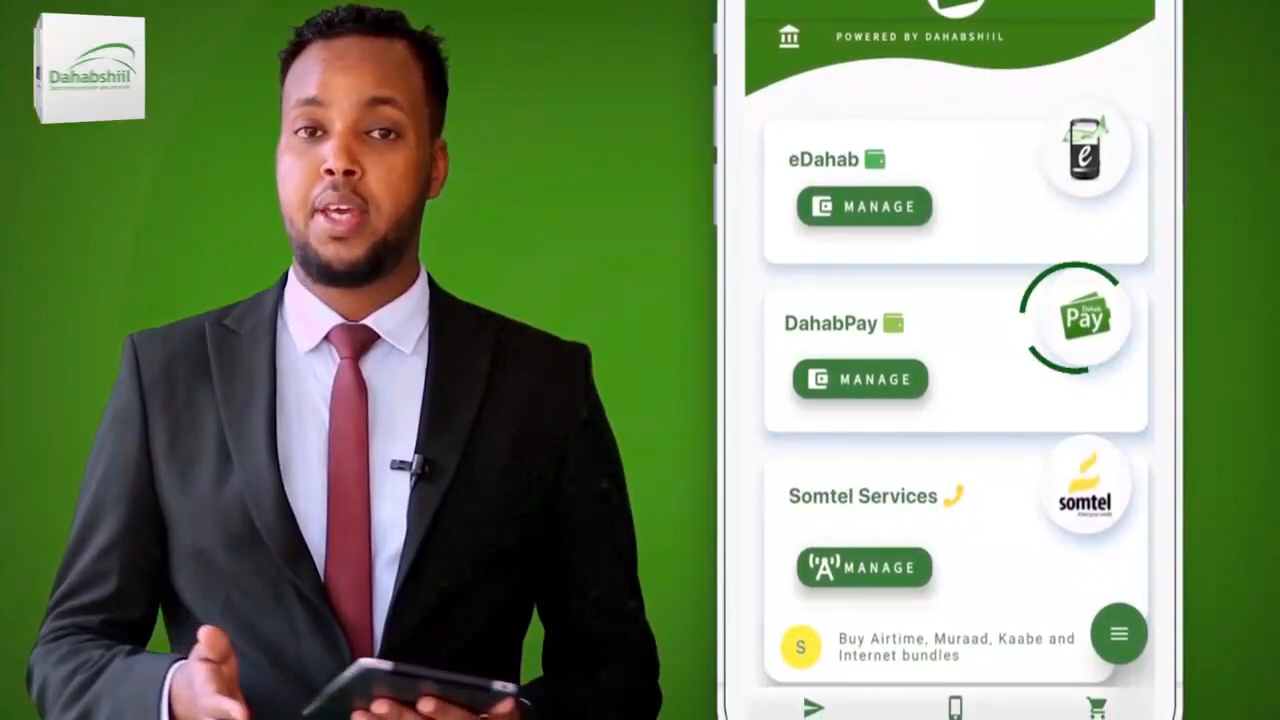 Dahabshiil
POWERED BY DAHABSHIIL
eDahab
e
MANAGE
DahabPay
Dahab
Pay
MANAGE
Somtel Services
somtel
MANAGE
S
Buy Airtime, Muraad, Kaabe and
Internet bundles